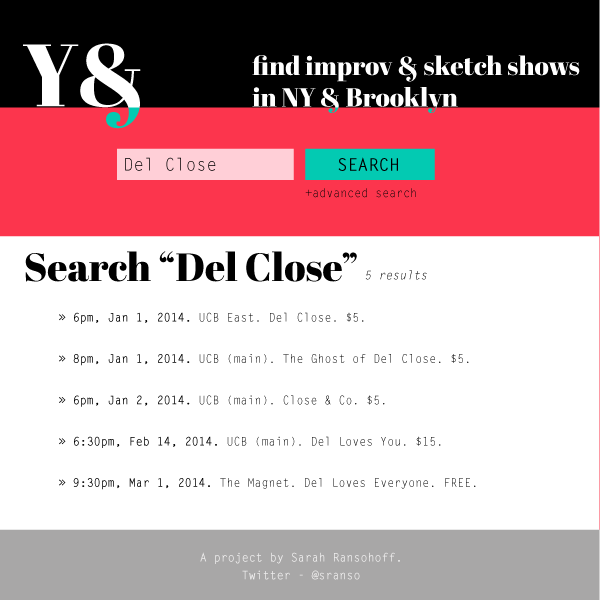 Y&
find improv & sketch shows
in NY & Brooklyn
Del Close
SEARCH
+advanced search
Search “Del Close” 5 results
» 6pm, Jan 1, 2014. UCB East. Del Close. $5.
» 8pm, Jan 1, 2014. UCB (main). The Ghost of Del Close. $5.
» 6pm, Jan 2, 2014. UCB (main). Close & Co. $5.
» 6:30pm, Feb 14, 2014. UCB (main). Del Loves You. $15.
» 9:30pm, Mar 1, 2014. The Magnet. Del Loves Everyone. FREE.
A project by Sarah Ransohoff.
Twitter - @sranso